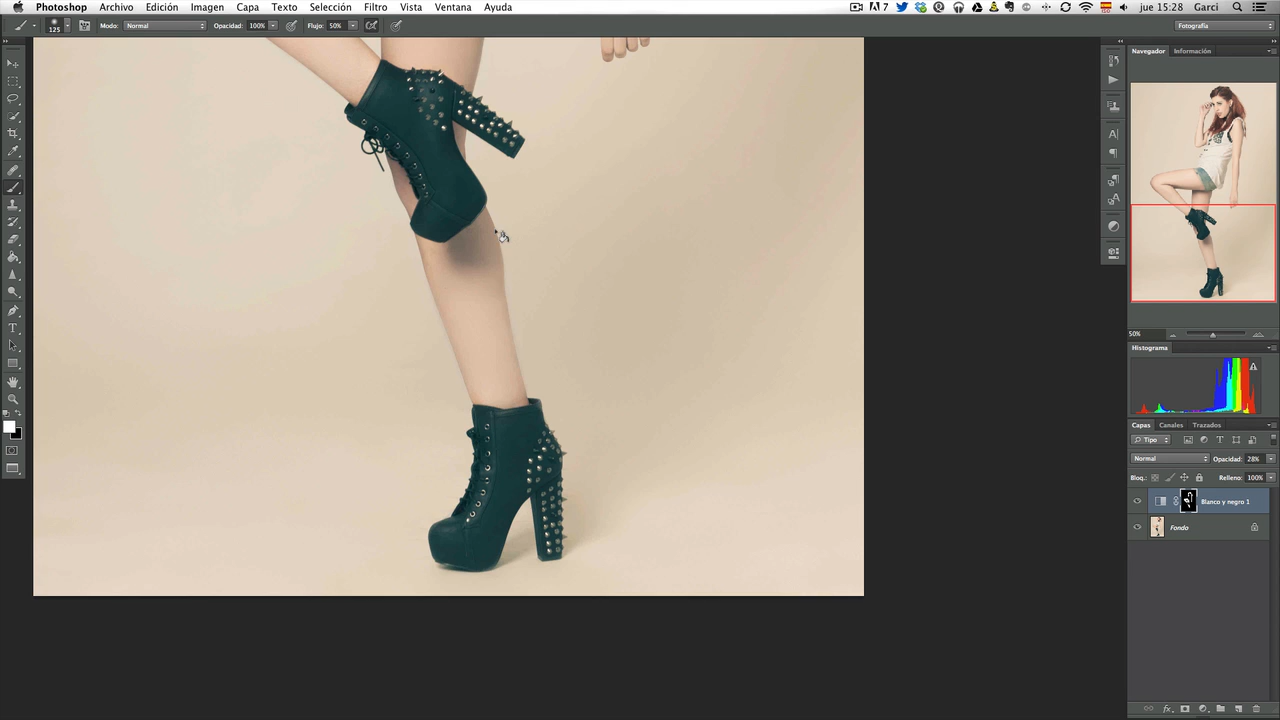 Photoshop Archivo Edición Imagen Capa Texto Selección Filtro Vista Ventana Ayuda 7 jue 15:28 Garci
125 Modo: Normal Opacidad: 100% Flujo: 50% Fotografía
Navegador Información
50%
Histograma
Capas Canales Trazados
Tipo
Normal Opacidad: 28%
Bloq.: Relleno: 100%
Blanco y negro 1
Fondo